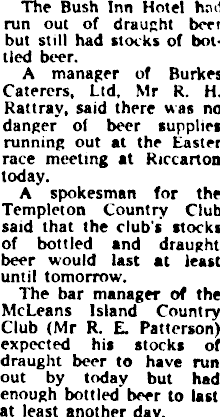 The Bush Inn Hotel had
run out of draught beer
but still had stocks of bot-
tled beer.
A manager of Burkes
Caterers, Ltd, Mr R. H.
Rattray, said there was no
danger of beer supplies
running out at the Easter
race meeting at Riccarton
today.
A spokesman for the
Templeton Country Club
said that the club's stocks
of bottled and draught
beer would last at least
until tomorrow.
The bar manager of the
McLeans Island Country
Club (Mr R. E. Patterson)
expected his stocks of
draught beer to have run
out by today but had
enough bottled beer to last
at least another day.